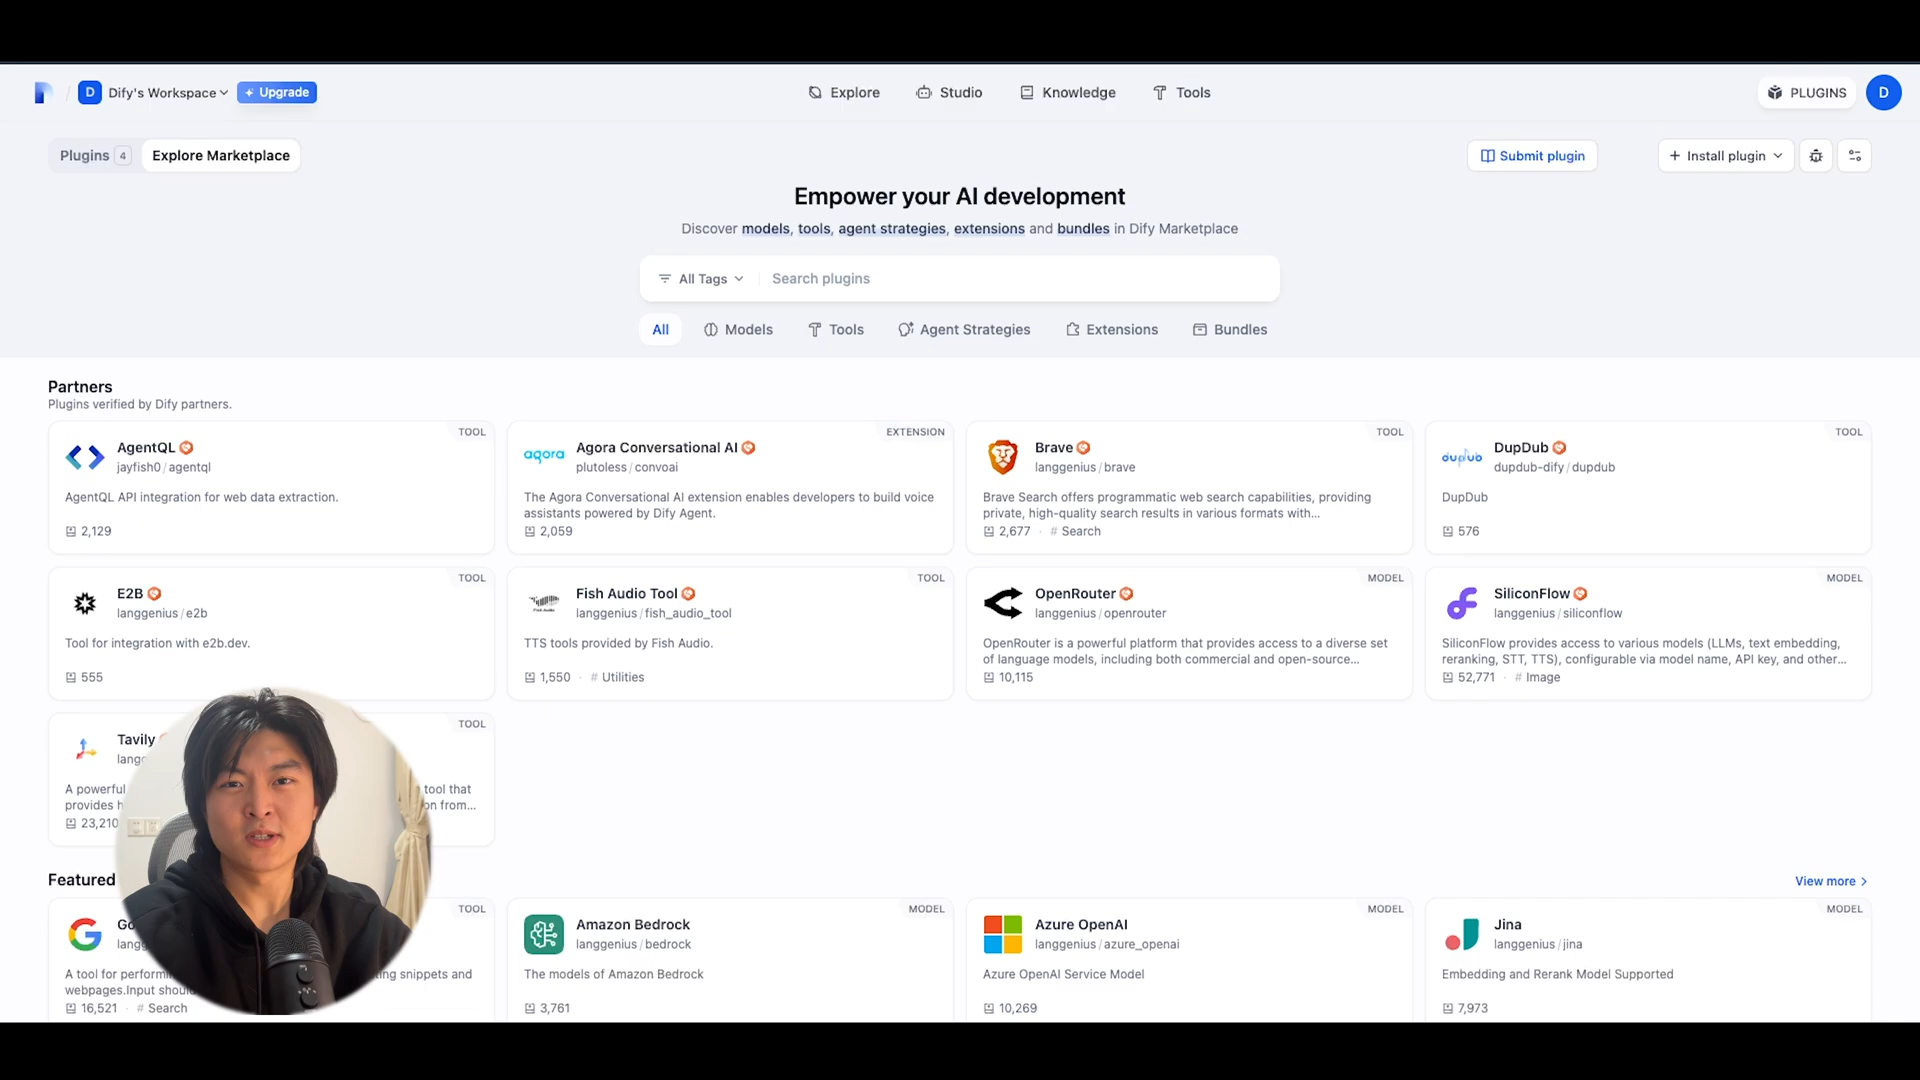 D Dify's Workspace Upgrade Explore Studio Knowledge Tools PLUGINS D
Plugins 4 Explore Marketplace Submit plugin + Install plugin
Empower your AI development
Discover models, tools, agent strategies, extensions and bundles in Dify Marketplace
All Tags Search plugins
All Models Tools Agent Strategies Extensions Bundles
Partners
Plugins verified by Dify partners.
TOOL
AgentQL
jayfish0 / agentql
AgentQL API integration for web data extraction.
2,129
EXTENSION
agora
Agora Conversational AI
plutoless / convoai
The Agora Conversational AI extension enables developers to build voice
assistants powered by Dify Agent.
2,059
TOOL
Brave
langgenius / brave
Brave Search offers programmatic web search capabilities, providing
private, high-quality search results in various formats with...
2,677 · # Search
TOOL
dupdub
DupDub
dupdub-dify / dupdub
DupDub
576
TOOL
E2B
langgenius / e2b
Tool for integration with e2b.dev.
555
TOOL
Fish Audio Tool
langgenius / fish_audio_tool
TTS tools provided by Fish Audio.
1,550 · # Utilities
MODEL
OpenRouter
langgenius / openrouter
OpenRouter is a powerful platform that provides access to a diverse set
of language models, including both commercial and open-source...
10,115
MODEL
SiliconFlow
langgenius / siliconflow
SiliconFlow provides access to various models (LLMs, text embedding,
reranking, STT, TTS), configurable via model name, API key, and other...
52,771 · # Image
TOOL
Tavily
A powerful tool that
provides from...
23,210
Featured View more >
TOOL
snippets and
webpages.Input
16,521 · # Search
MODEL
Amazon Bedrock
langgenius / bedrock
The models of Amazon Bedrock
3,761
MODEL
Azure OpenAI
langgenius / azure_openai
Azure OpenAI Service Model
10,269
MODEL
Jina
langgenius / jina
Embedding and Rerank Model Supported
7,973